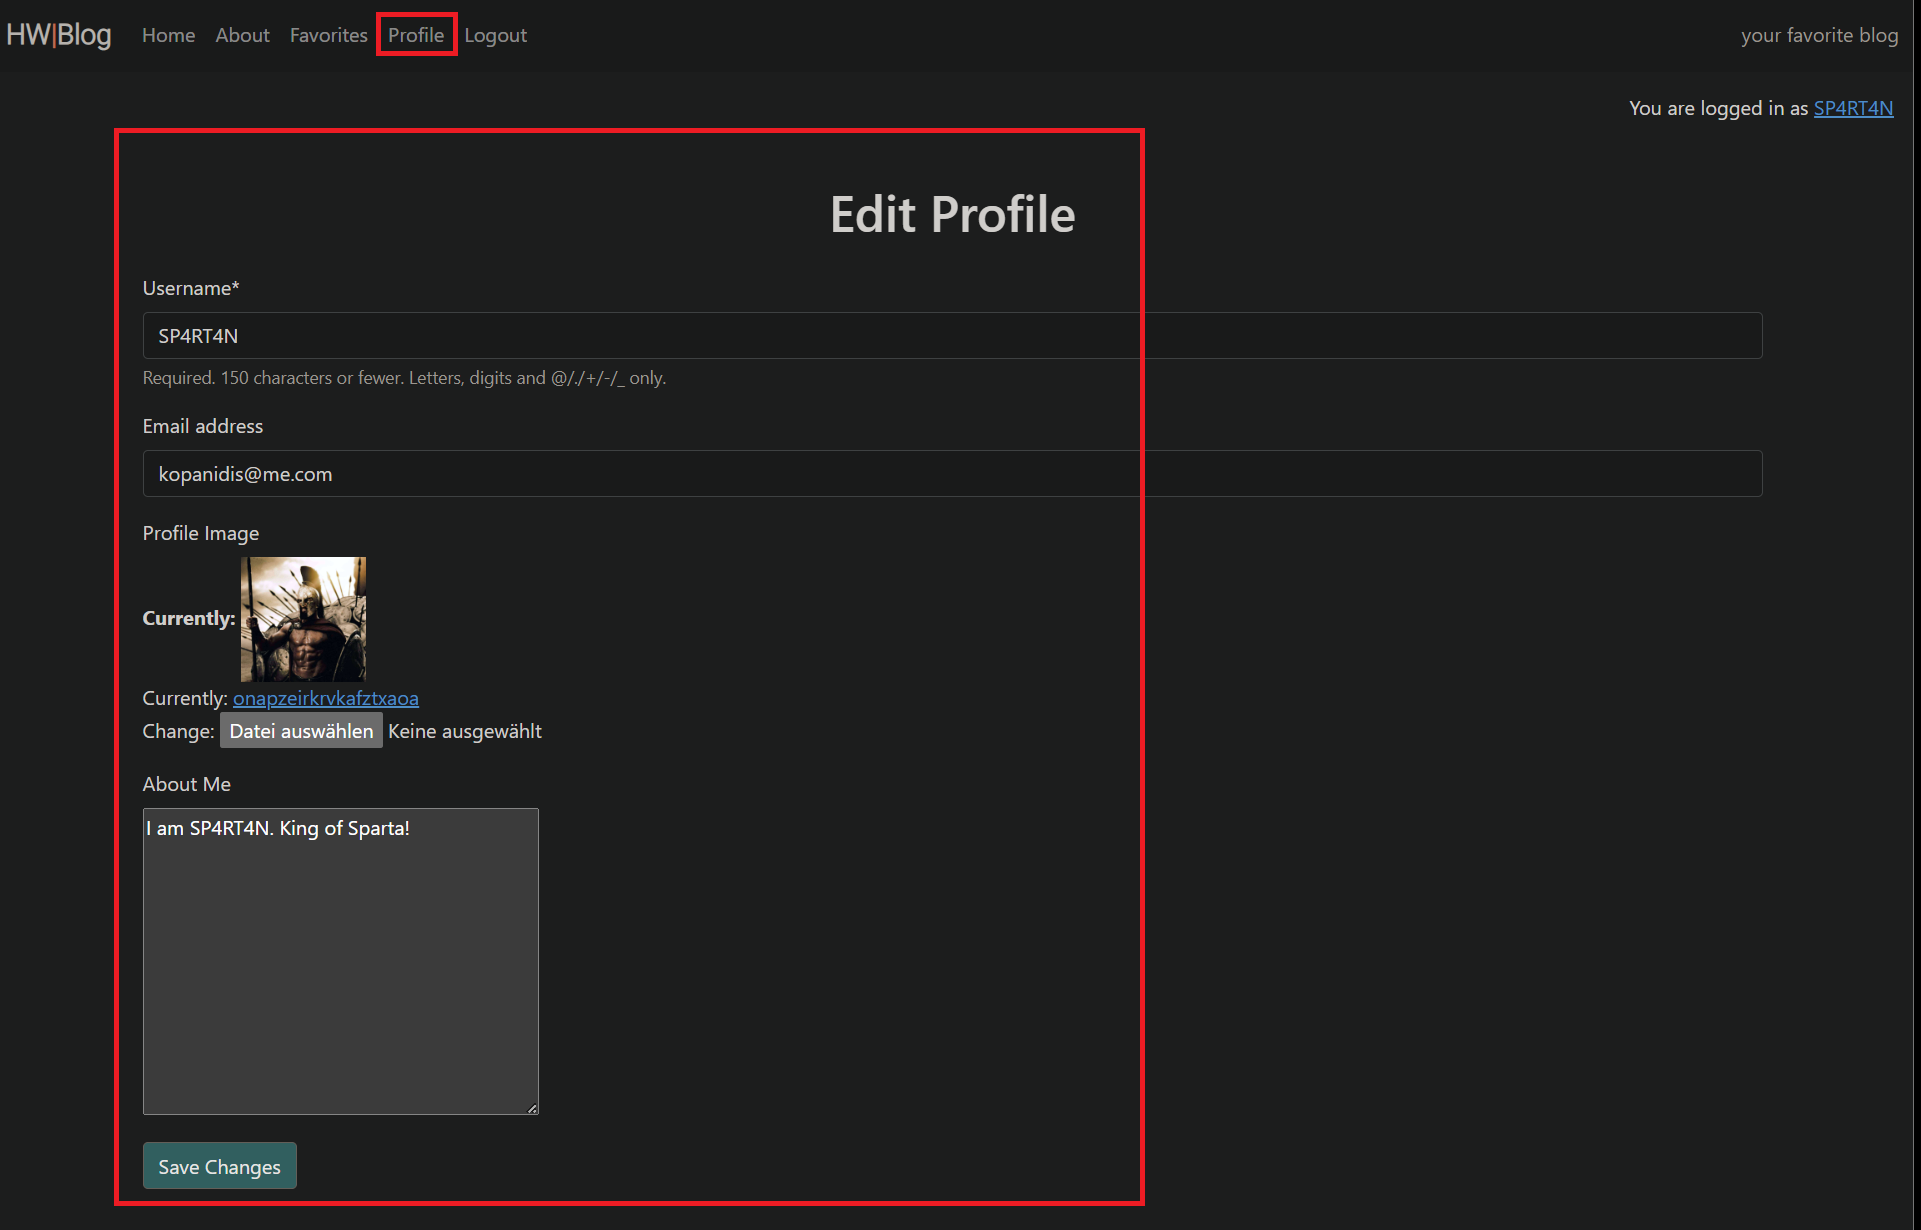 HW|Blog Home About Favorites Profile Logout your favorite blog
You are logged in as SP4RT4N
Edit Profile
Username*
SP4RT4N
Required. 150 characters or fewer. Letters, digits and @/./+/-/_ only.
Email address
kopanidis@me.com
Profile Image
Currently:
Currently: onapzeirkrvkafztxaoa
Change: Datei auswählen Keine ausgewählt
About Me
I am SP4RT4N. King of Sparta!
Save Changes